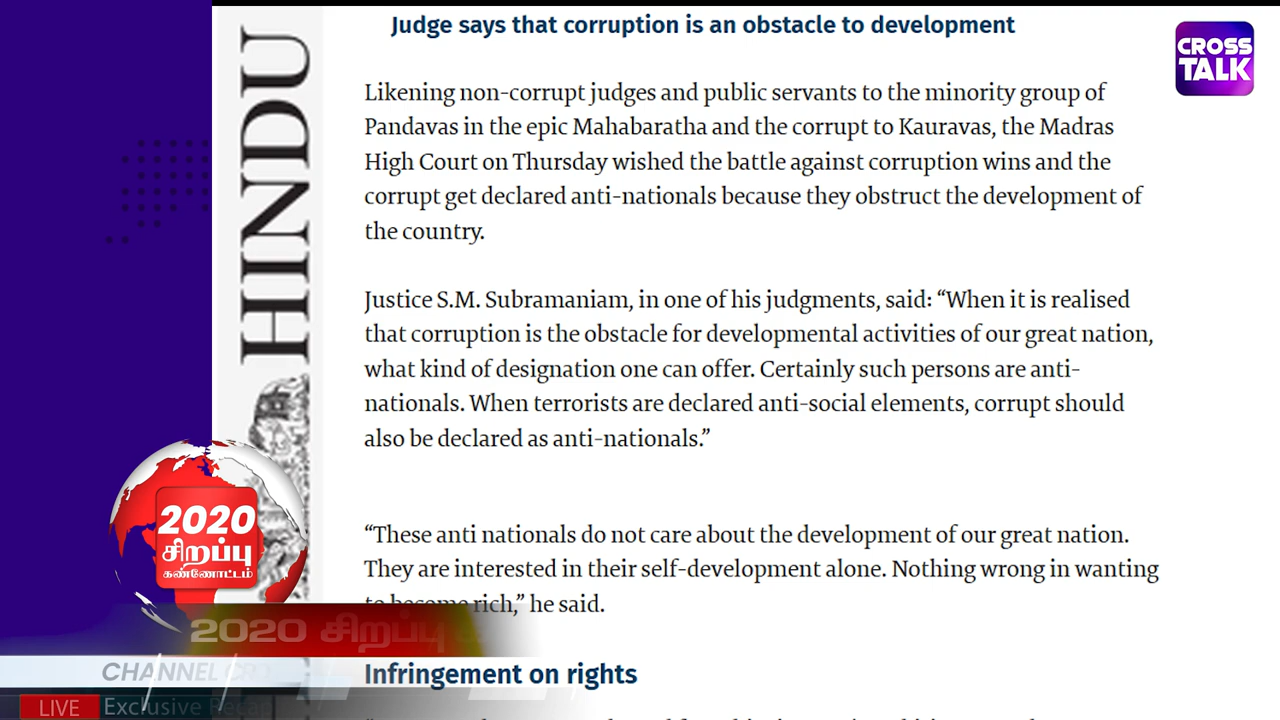 Judge says that corruption is an obstacle to development
CROSS
TALK
HINDU
Likening non-corrupt judges and public servants to the minority group of
Pandavas in the epic Mahabaratha and the corrupt to Kauravas, the Madras
High Court on Thursday wished the battle against corruption wins and the
corrupt get declared anti-nationals because they obstruct the development of
the country.
Justice S.M. Subramaniam, in one of his judgments, said: “When it is realised
that corruption is the obstacle for developmental activities of our great nation,
what kind of designation one can offer. Certainly such persons are anti-
nationals. When terrorists are declared anti-social elements, corrupt should
also be declared as anti-nationals.”
“These anti nationals do not care about the development of our great nation.
They are interested in their self-development alone. Nothing wrong in wanting
to become rich,” he said.
2020
சிறப்பு
கண்ணோட்டம்
2020 சிறப்பு
CHANNEL
Infringement on rights
LIVE Exclusive Recap